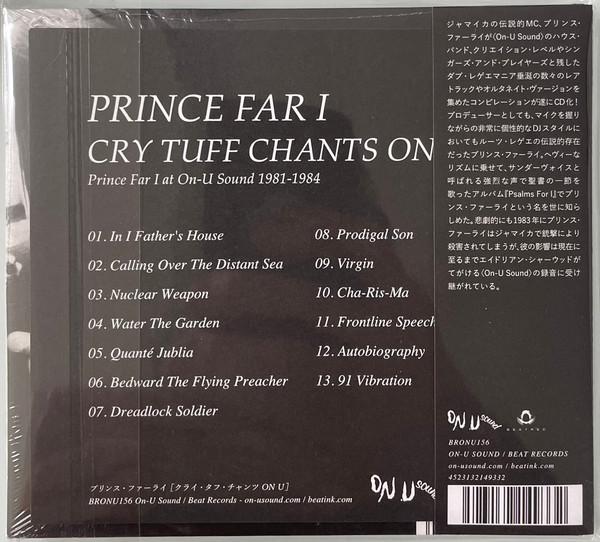 PRINCE FAR I
CRY TUFF CHANTS ON
Prince Far I at On-U Sound 1981-1984
01. In I Father's House
02. Calling Over The Distant Sea
03. Nuclear Weapon
04. Water The Garden
05. Quanté Jublia
06. Bedward The Flying Preacher
07. Dreadlock Soldier
08. Prodigal Son
09. Virgin
10. Cha-Ris-Ma
11. Frontline Speech
12. Autobiography
13. 91 Vibration
プリンス・ファーライ [クライ・タフ・チャンツ ON U]
BRONU156 On-U Sound / Beat Records - on-usound.com / beatink.com
ON U sound
ジャマイカの伝説的MC、プリンス・
ファーライが〈On-U Sound〉のハウス・
バンド、クリエイション・レベルやシン
ガーズ・アンド・プレイヤーズと残した
ダブ・レゲエマニア垂涎の数々のレア
トラックやオルタネイト・ヴァージョンを
集めたコンピレーションが遂にCD化！
プロデューサーとしても、マイクを握り
ながらの非常に個性的なDJスタイルに
おいてもルーツ・レゲエの伝説的存在
だったプリンス・ファーライ。ヘヴィーな
リズムに乗せて、サンダーヴォイスと
呼ばれる強烈な声で聖書の一節を
歌ったアルバム『Psalms For I』でプリ
ンス・ファーライという名を世に知ら
しめた。悲劇的にも1983年にプリンス・
ファーライはジャマイカで銃撃により
殺害されてしまうが、彼の影響は現在に
至るまでエイドリアン・シャーウッドが
てがける〈On-U Sound〉の録音に受け
継がれている。
ON U sound
BEATINK
BRONU156
ON-U SOUND / BEAT RECORDS
on-usound.com / beatink.com
4523132149332